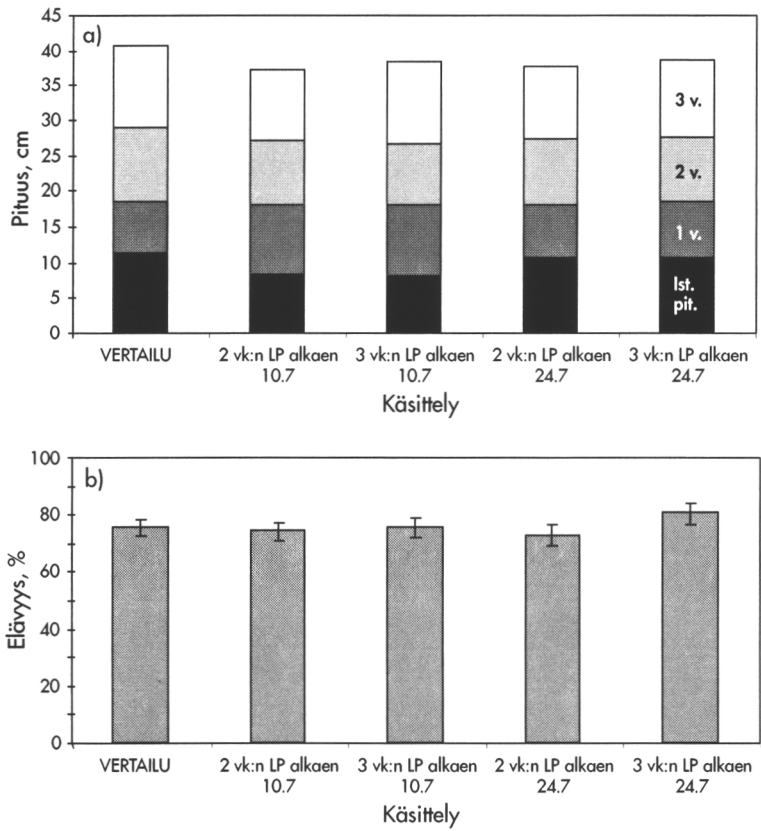 a)
45
40
35
30
25
20
15
10
5
0
Pituus, cm
3 v.
2 v.
1 v.
Ist.
pit.
VERTAILU
2 vk:n LP alkaen
10.7
3 vk:n LP alkaen
10.7
2 vk:n LP alkaen
24.7
3 vk:n LP alkaen
24.7
Käsittely
b)
100
80
60
40
20
0
Elävyys, %
VERTAILU
2 vk:n LP alkaen
10.7
3 vk:n LP alkaen
10.7
2 vk:n LP alkaen
24.7
3 vk:n LP alkaen
24.7
Käsittely